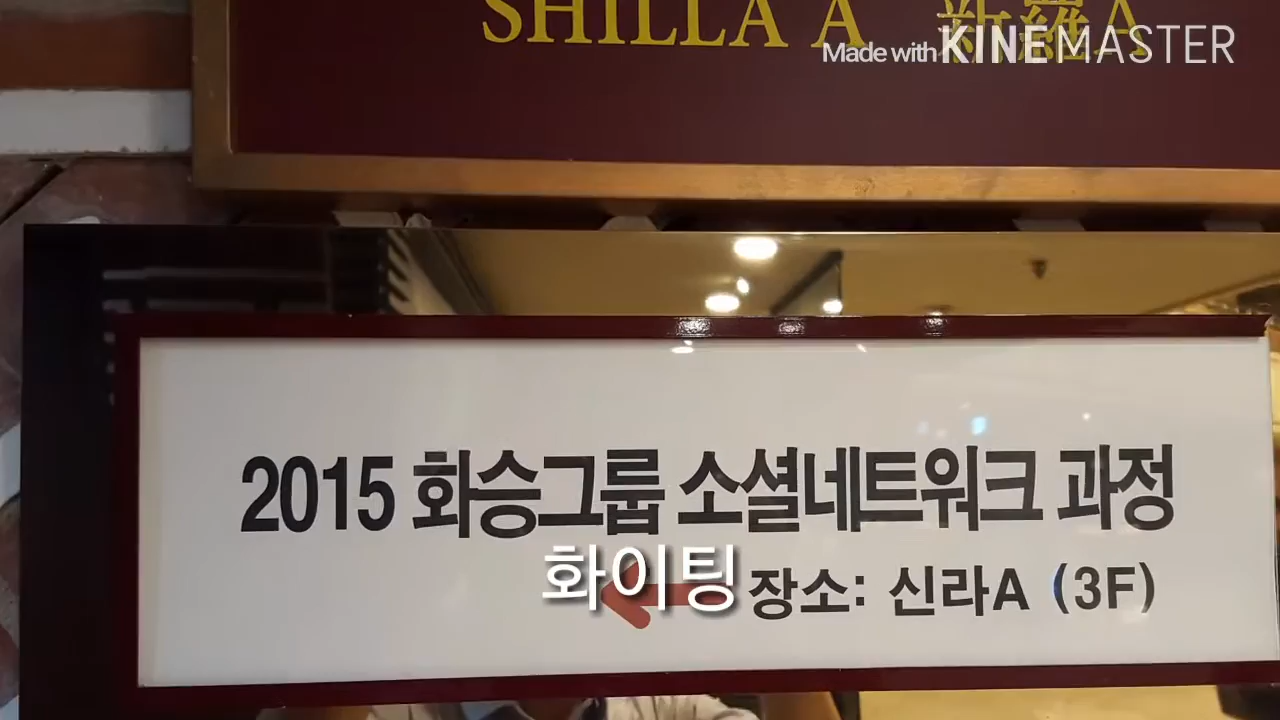 SHILLA A 新羅A
Made with KINEMASTER
2015 화승그룹 소셜네트워크 과정
화이팅
장소: 신라A (3F)